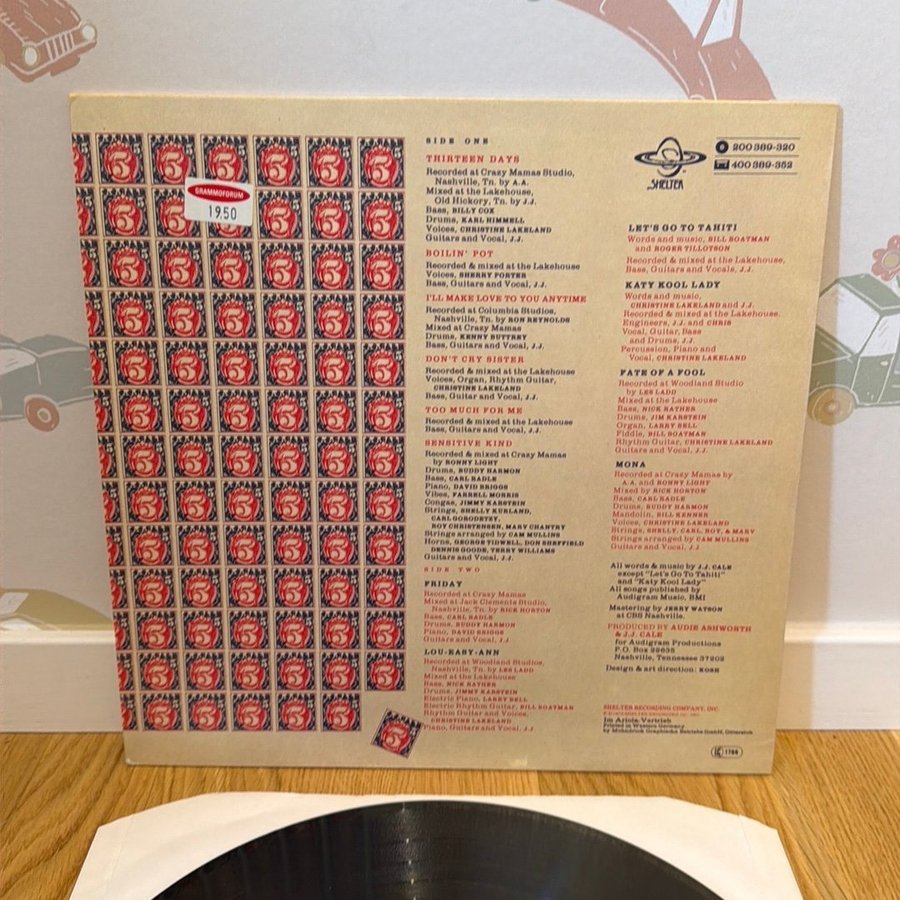 GRAMMOFORUM
19.50
SIDE ONE
THIRTEEN DAYS
Recorded at Crazy Mamas Studio,
Nashville, Tn. by A.A.
Mixed at the Lakehouse,
Old Hickory, Tn. by J.J.
Bass, BILLY COX
Drums, KARL HIMMELL
Voices, CHRISTINE LAKELAND
Guitars and Vocal, J.J.
BOILIN' POT
Recorded & mixed at the Lakehouse
Voices, SHERRY PORTER
Bass, Guitars and Vocal, J.J.
I'LL MAKE LOVE TO YOU ANYTIME
Recorded at Columbia Studios,
Nashville, Tn. by RON REYNOLDS
Mixed at Crazy Mamas
Drums, KENNY BUTTREY
Bass, Guitars and Vocal, J.J.
DON'T CRY SISTER
Recorded & mixed at the Lakehouse
Voices, Organ, Rhythm Guitar,
CHRISTINE LAKELAND
Bass, Guitar and Vocal, J.J.
TOO MUCH FOR ME
Recorded & mixed at the Lakehouse
Bass, Guitars and Vocal, J.J.
SENSITIVE KIND
Recorded & mixed at Crazy Mamas
by RONNY LIGHT
Drums, BUDDY HARMON
Bass, CARL RADLE
Piano, DAVID BRIGGS
Vibes, FARRELL MORRIS
Congas, JIMMY KARSTEIN
Strings, SHELLY KURLAND,
CARL GORODETZKY,
ROY CHRISTENSEN, MARV CHANTRY
Strings arranged by CAM MULLINS
Horns, GEORGE TIDWELL, DON SHEFFIELD
DENNIS GOODE, TERRY WILLIAMS
Guitars and Vocal, J.J.
SIDE TWO
FRIDAY
Recorded at Crazy Mamas
Mixed at Jack Clements Studio,
Nashville, Tn. by RICK HORTON
Bass, CARL RADLE
Drums, BUDDY HARMON
Piano, DAVID BRIGGS
Guitars and Vocal, J.J.
LOU-EASY-ANN
Recorded at Woodland Studios,
Nashville, Tn. by LES LADD
Mixed at the Lakehouse
Bass, NICK RATHER
Drums, JIMMY KARSTEIN
Electric Piano, LARRY BELL
Electric Rhythm Guitar, BILL BOATMAN
Rhythm Guitar and Voices,
CHRISTINE LAKELAND
Piano, Guitars and Vocal, J.J.
SHELTER
200 389-320
400 389-352
LET'S GO TO TAHITI
Words and music, BILL BOATMAN
and ROGER TILLOTSON
Recorded & mixed at the Lakehouse,
Bass, Guitars and Vocals, J.J.
KATY KOOL LADY
Words and music,
CHRISTINE LAKELAND and J.J.
Recorded & mixed at the Lakehouse.
Engineers, J.J. and CHRIS
Vocal, Guitar, Bass
and Drums, J.J.
Percussion, Piano and
Vocal, CHRISTINE LAKELAND
FATE OF A FOOL
Recorded at Woodland Studio
by LES LADD
Mixed at the Lakehouse
Bass, NICK RATHER
Drums, JIM KARSTEIN
Organ, LARRY BELL
Fiddle, BILL BOATMAN
Rhythm Guitar, CHRISTINE LAKELAND
Guitars and Vocal, J.J.
MONA
Recorded at Crazy Mamas by
A.A. and RONNY LIGHT
Mixed by RICK HORTON
Bass, CARL RADLE
Drums, BUDDY HARMON
Mandolin, BILL KENNER
Voices, CHRISTINE LAKELAND
Strings, SHELLY, CARL, ROY, & MARV
Strings arranged by CAM MULLINS
Guitars and Vocal, J.J.
All words & music by J.J. CALE
except "Let's Go To Tahiti"
and "Katy Kool Lady"
All songs published by
Audigram Music, BMI
Mastering by JERRY WATSON
at CBS Nashville.
PRODUCED BY AUDIE ASHWORTH
& J.J. CALE
for Audigram Productions
P.O. Box 25635
Nashville, Tennessee 37202
Design & art direction: KOSH
SHELTER RECORDING COMPANY, INC.
Im Ariola-Vertrieb
Printed in Western Germany
by Mohndruck Graphische Betriebe GmbH, Gütersloh
LC 1786
5